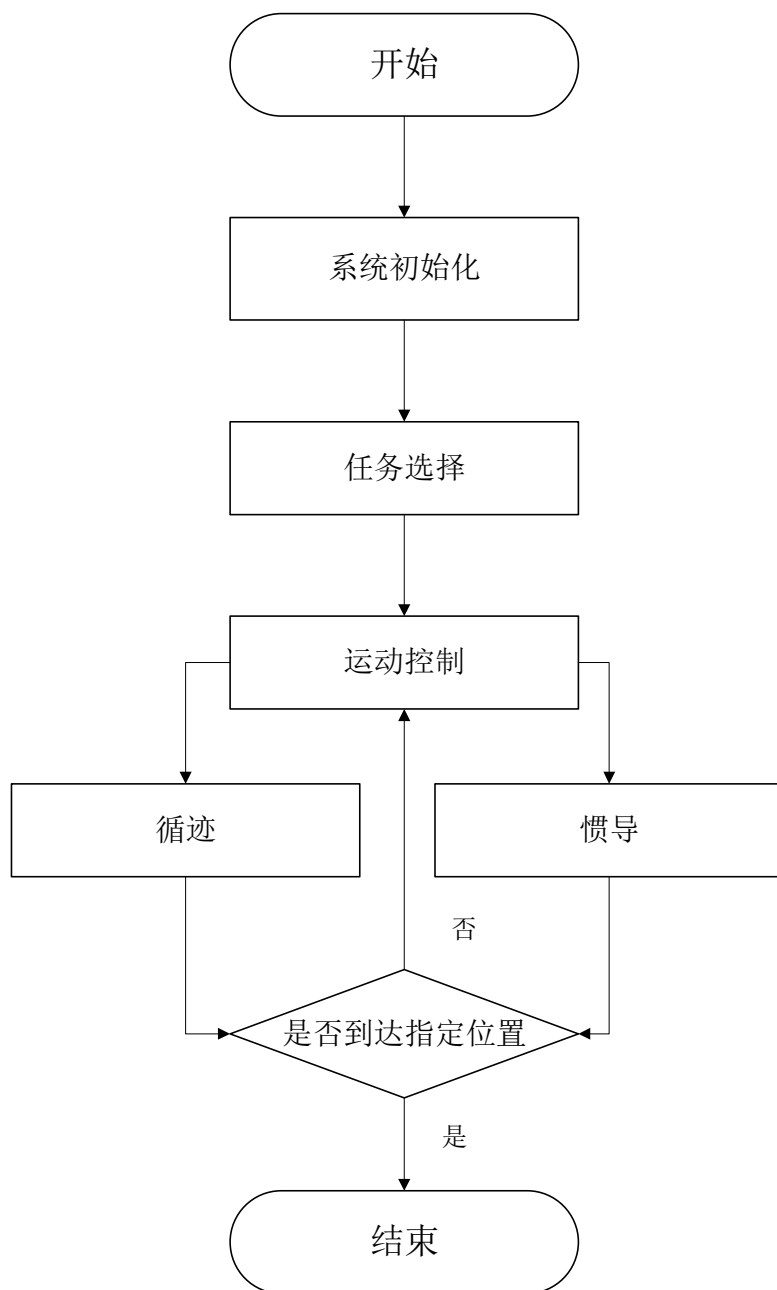 开始
系统初始化
任务选择
运动控制
循迹
惯导
否
是否到达指定位置
是
结束